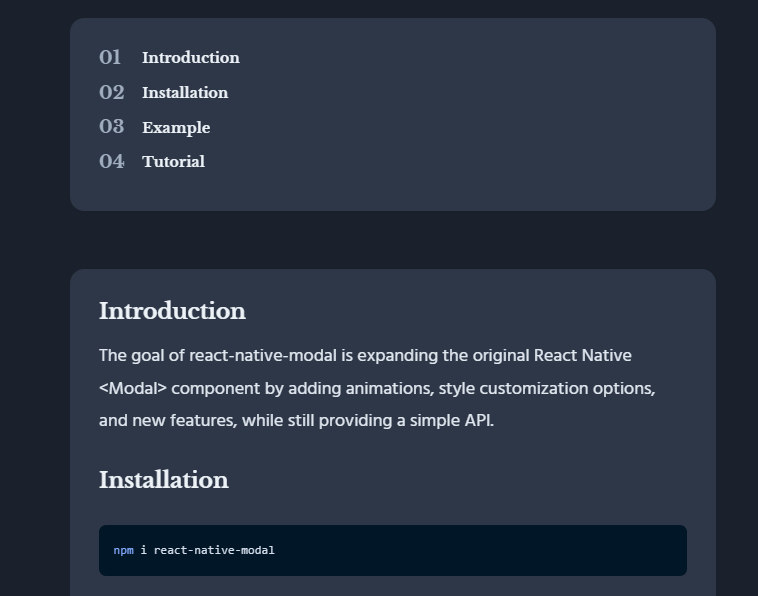 01 Introduction
02 Installation
03 Example
04 Tutorial
Introduction
The goal of react-native-modal is expanding the original React Native
<Modal> component by adding animations, style customization options,
and new features, while still providing a simple API.
Installation
npm i react-native-modal